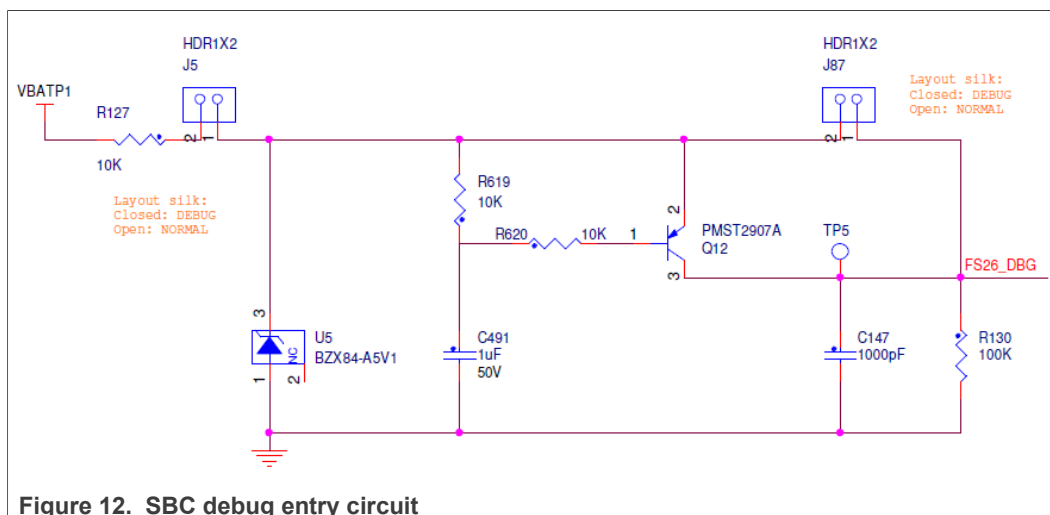 HDR1X2
J5
HDR1X2
J87
VBATP1
R127
10K
2
1
2
1
Layout silk:
Closed: DEBUG
Open: NORMAL
Layout silk:
Closed: DEBUG
Open: NORMAL
R619
10K
R620
10K
1
2
3
PMST2907A
Q12
TP5
FS26_DBG
3
1
2
NC
U5
BZX84-A5V1
C491
1uF
50V
C147
1000pF
R130
100K
Figure 12. SBC debug entry circuit